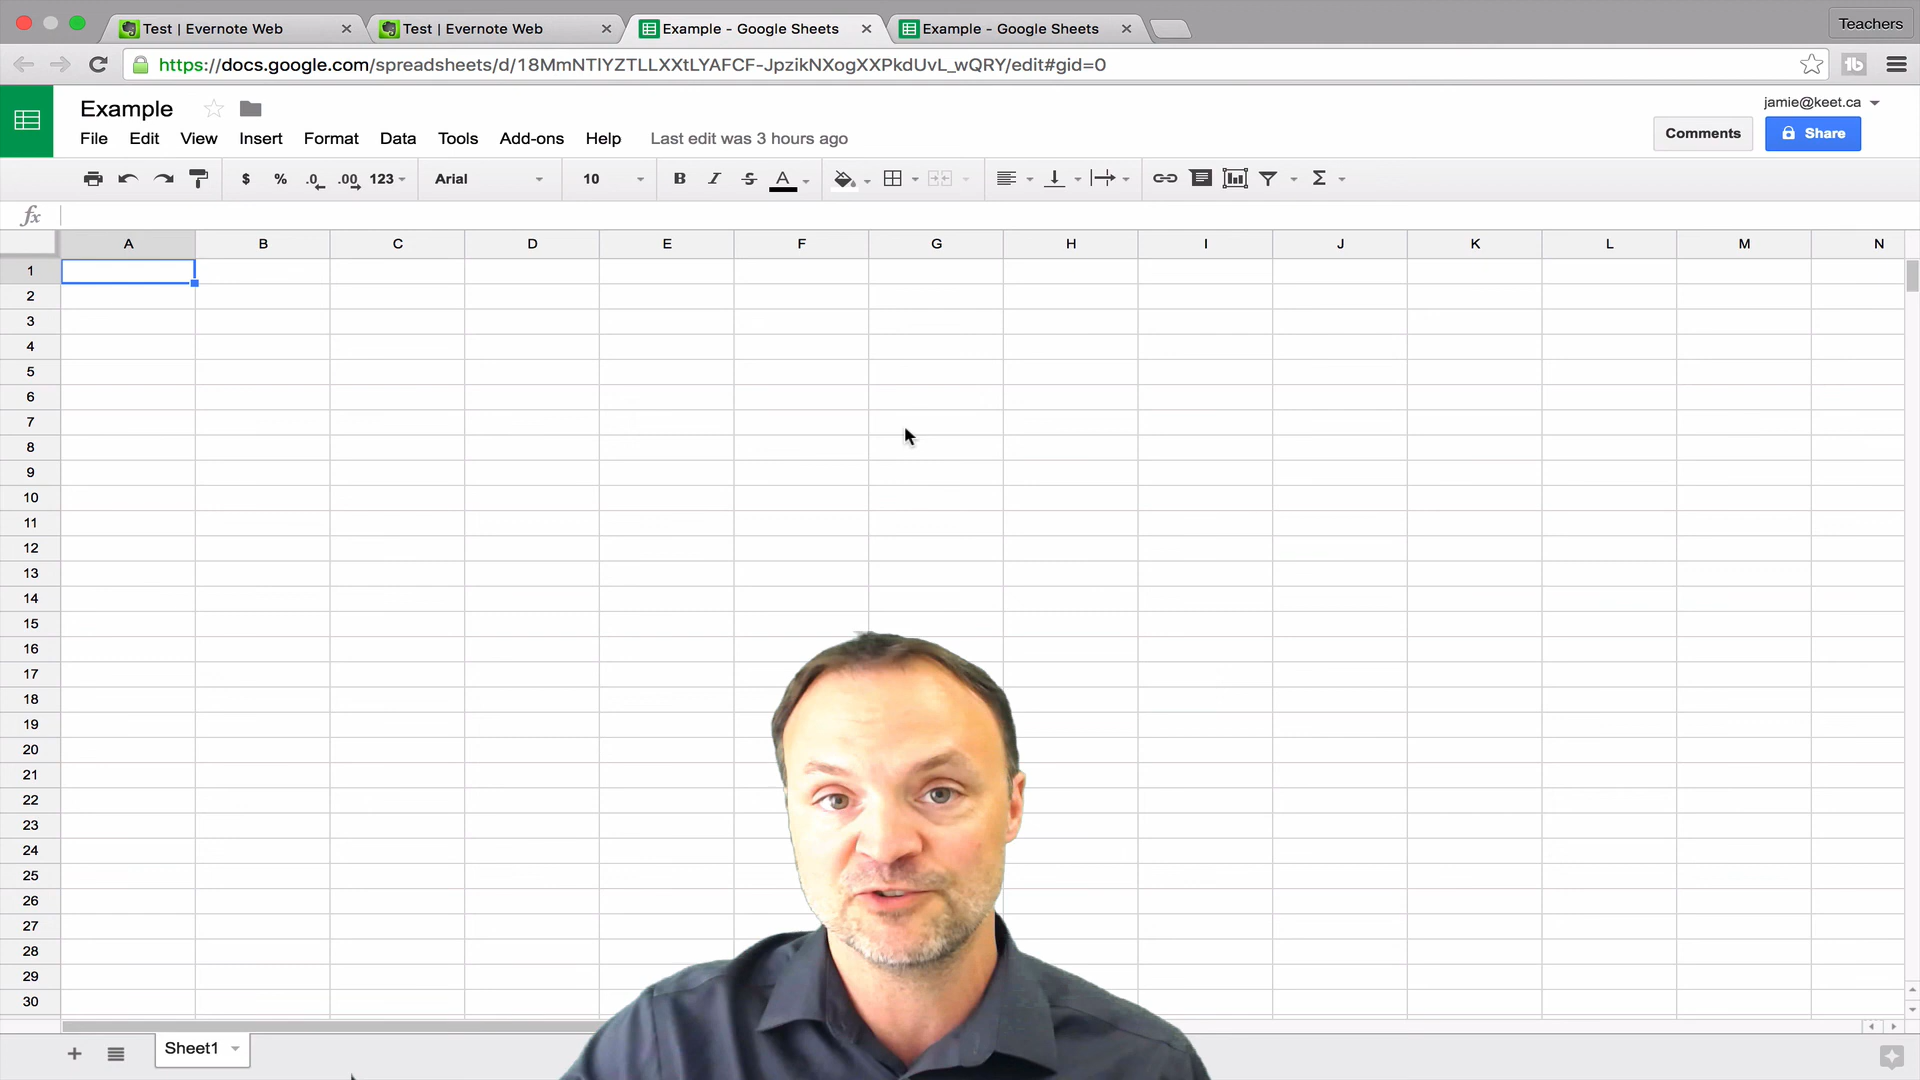 Test | Evernote Web
Test | Evernote Web
Example - Google Sheets
Example - Google Sheets
Teachers
https://docs.google.com/spreadsheets/d/18MmNTlYZTLLXXtLYAFCF-JpzikNXogXXPkdUvL_wQRY/edit#gid=0
Example
jamie@keet.ca
File Edit View Insert Format Data Tools Add-ons Help Last edit was 3 hours ago
Comments
Share
$ % .0 .00 123 Arial 10 B I S A Σ
fx
A B C D E F G H I J K L M N
1
2
3
4
5
6
7
8
9
10
11
12
13
14
15
16
17
18
19
20
21
22
23
24
25
26
27
28
29
30
Sheet1